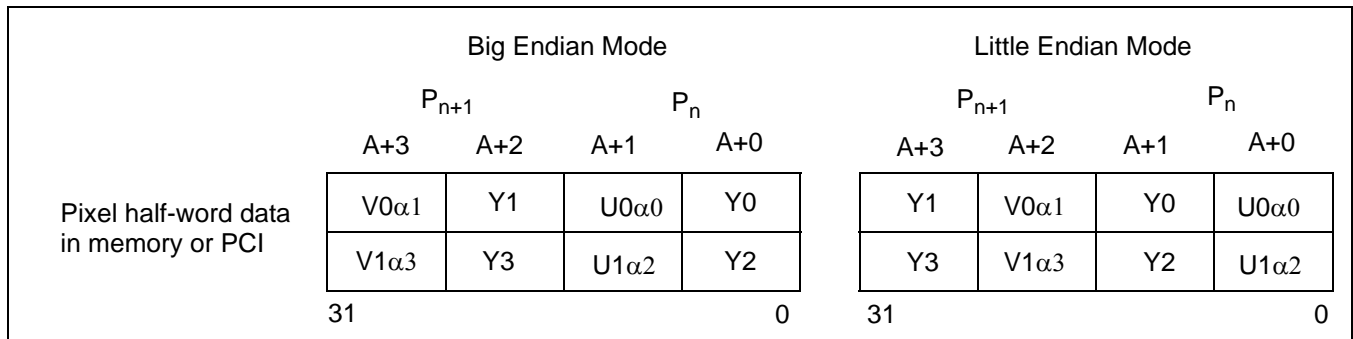 Big Endian Mode Little Endian Mode
Pn+1 Pn Pn+1 Pn
A+3 A+2 A+1 A+0 A+3 A+2 A+1 A+0
Pixel half-word data
in memory or PCI
V0α1 Y1 U0α0 Y0 Y1 V0α1 Y0 U0α0
V1α3 Y3 U1α2 Y2 Y3 V1α3 Y2 U1α2
31 0 31 0